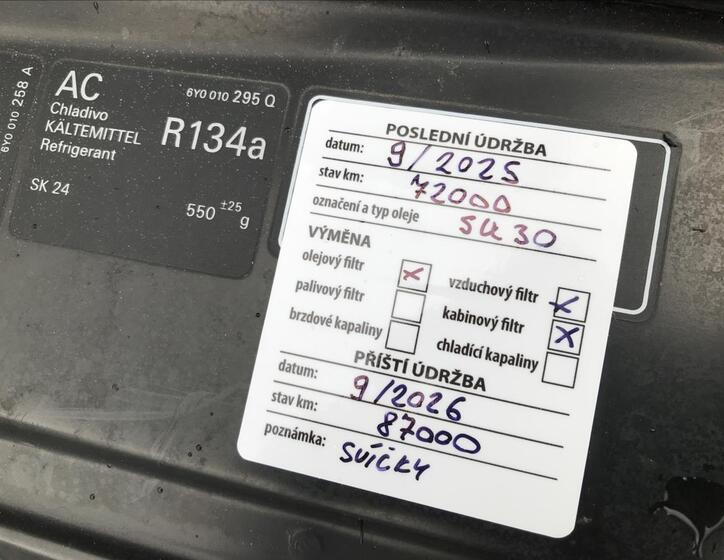 6Y0 010 258 A
AC
6Y0 010 295 Q
Chladivo
KÄLTEMITTEL
Refrigerant
R134a
SK 24
550 ±25 g
POSLEDNÍ ÚDRŽBA
datum: 9/2025
stav km: 72000
označení a typ oleje 5W30
VÝMĚNA
olejový filtr
vzduchový filtr
palivový filtr
kabinový filtr
brzdové kapaliny
chladící kapaliny
PŘÍŠTÍ ÚDRŽBA
datum: 9/2026
stav km: 87000
poznámka: SVÍČKY